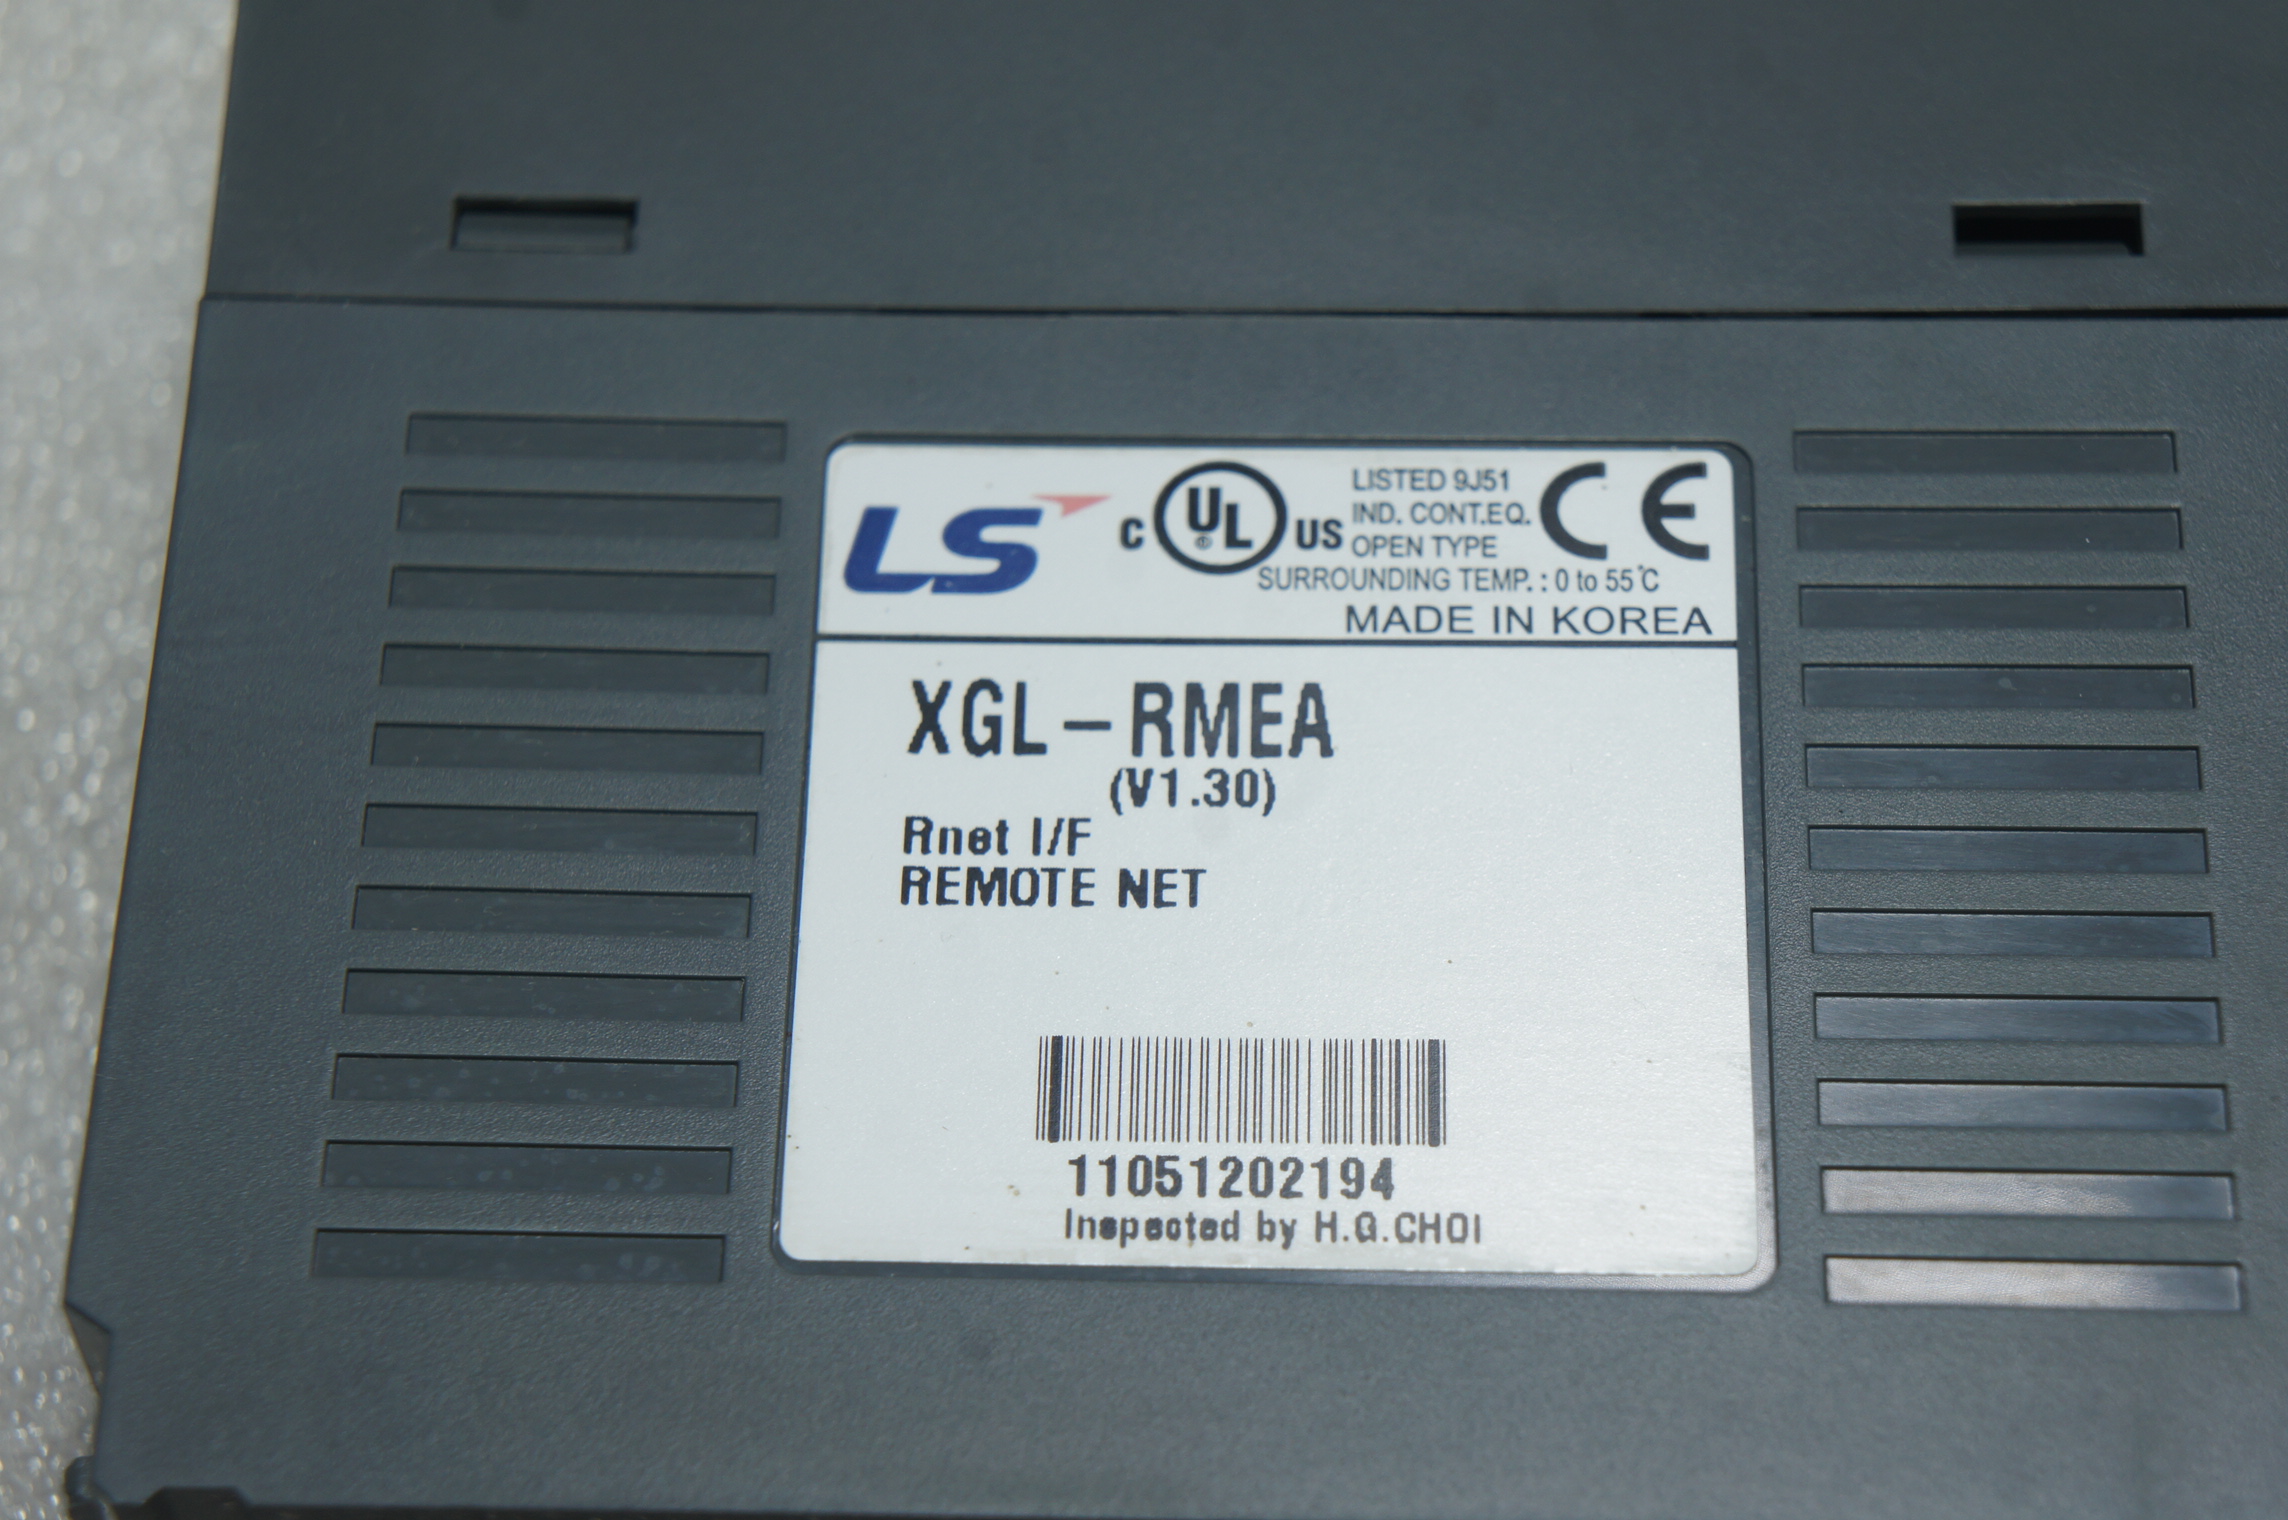 LS
C UL US
LISTED 9J51
IND. CONT.EQ.
OPEN TYPE
CE
SURROUNDING TEMP. : 0 to 55℃
MADE IN KOREA
XGL-RMEA
(V1.30)
Rnet I/F
REMOTE NET
11051202194
Inspected by H.G.CHOI